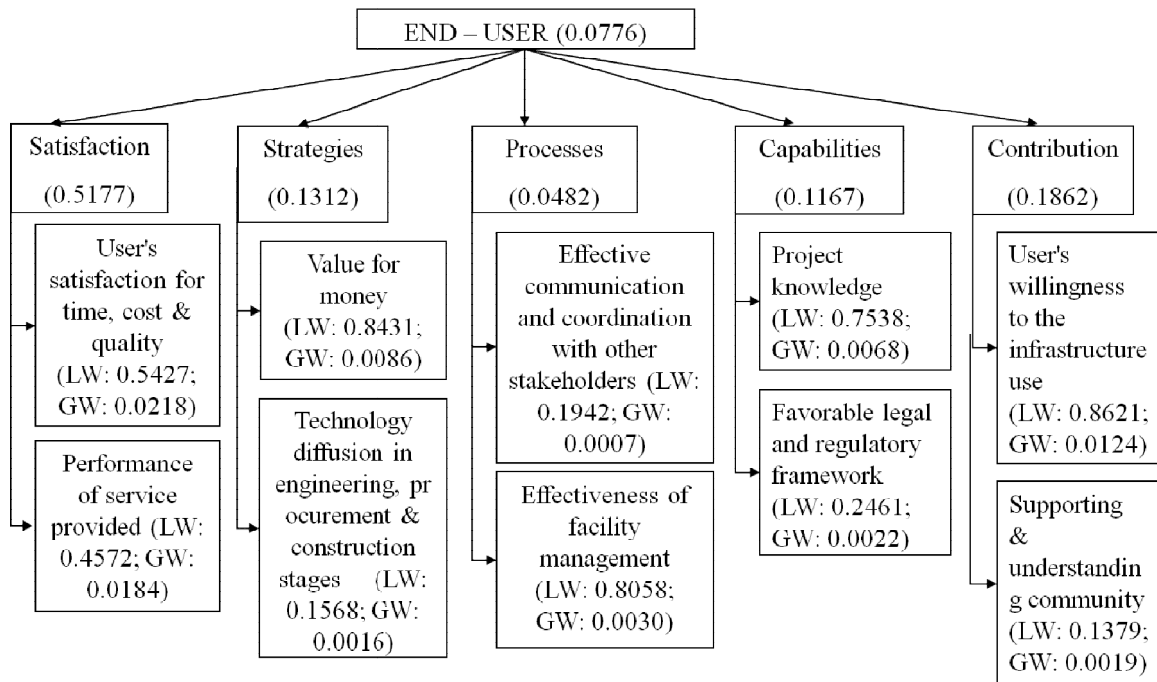 END – USER (0.0776)
Satisfaction
(0.5177)
User's
satisfaction for
time, cost &
quality
(LW: 0.5427;
GW: 0.0218)
Performance
of service
provided (LW:
0.4572; GW:
0.0184)
Strategies
(0.1312)
Value for
money
(LW: 0.8431;
GW: 0.0086)
Technology
diffusion in
engineering, pr
ocurement &
construction
stages (LW:
0.1568; GW:
0.0016)
Processes
(0.0482)
Effective
communication
and coordination
with other
stakeholders (LW:
0.1942; GW:
0.0007)
Effectiveness of
facility
management
(LW: 0.8058;
GW: 0.0030)
Capabilities
(0.1167)
Project
knowledge
(LW: 0.7538;
GW: 0.0068)
Favorable legal
and regulatory
framework
(LW: 0.2461;
GW: 0.0022)
Contribution
(0.1862)
User's
willingness
to the
infrastructure
use
(LW: 0.8621;
GW: 0.0124)
Supporting
&
understandin
g community
(LW: 0.1379;
GW: 0.0019)